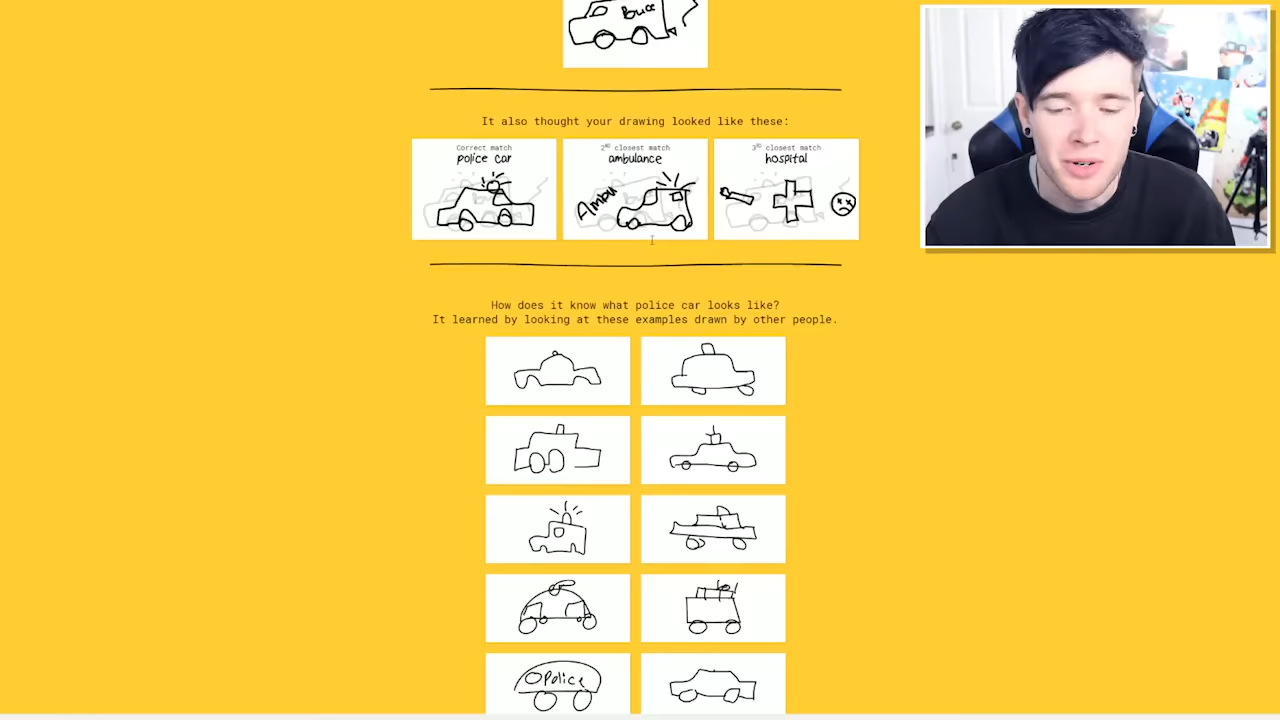 It also thought your drawing looked like these:
Correct match
police car
2ND closest match
ambulance
Ambu
3RD closest match
hospital
How does it know what police car looks like?
It learned by looking at these examples drawn by other people.
Police